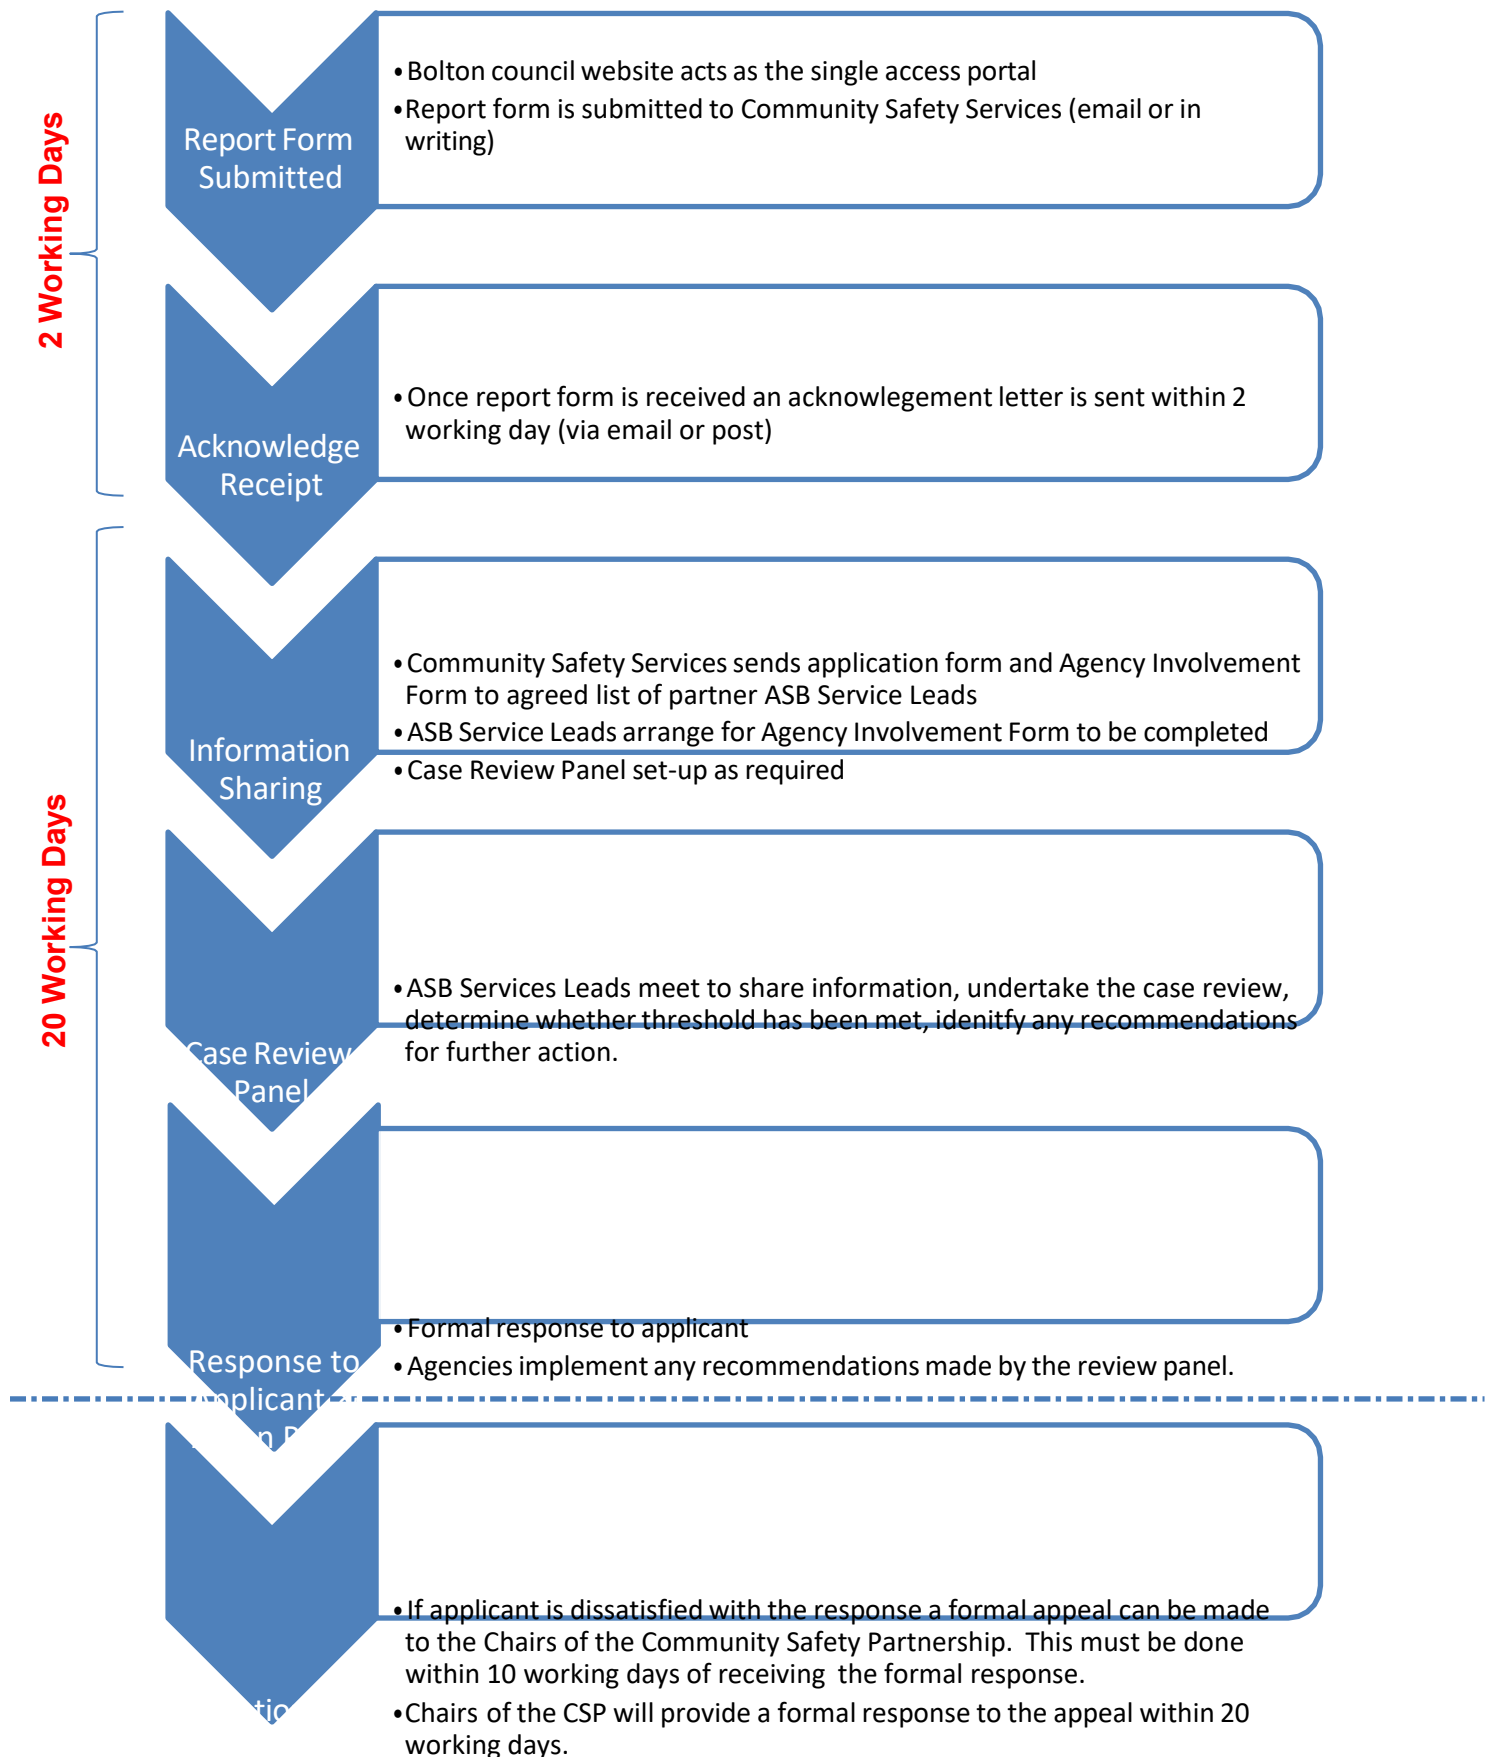 2 Working Days
Report Form
Submitted
•Bolton council website acts as the single access portal
•Report form is submitted to Community Safety Services (email or in
writing)
Acknowledge
Receipt
•Once report form is received an acknowlegement letter is sent within 2
working day (via email or post)
20 Working Days
Information
Sharing
•Community Safety Services sends application form and Agency Involvement
Form to agreed list of partner ASB Service Leads
•ASB Service Leads arrange for Agency Involvement Form to be completed
•Case Review Panel set-up as required
Case Review
Panel
•ASB Services Leads meet to share information, undertake the case review,
determine whether threshold has been met, idenitfy any recommendations
for further action.
Response to
Applicant
•Formal response to applicant
•Agencies implement any recommendations made by the review panel.
•If applicant is dissatisfied with the response a formal appeal can be made
to the Chairs of the Community Safety Partnership.  This must be done
within 10 working days of receiving  the formal response.
•Chairs of the CSP will provide a formal response to the appeal within 20
working days.